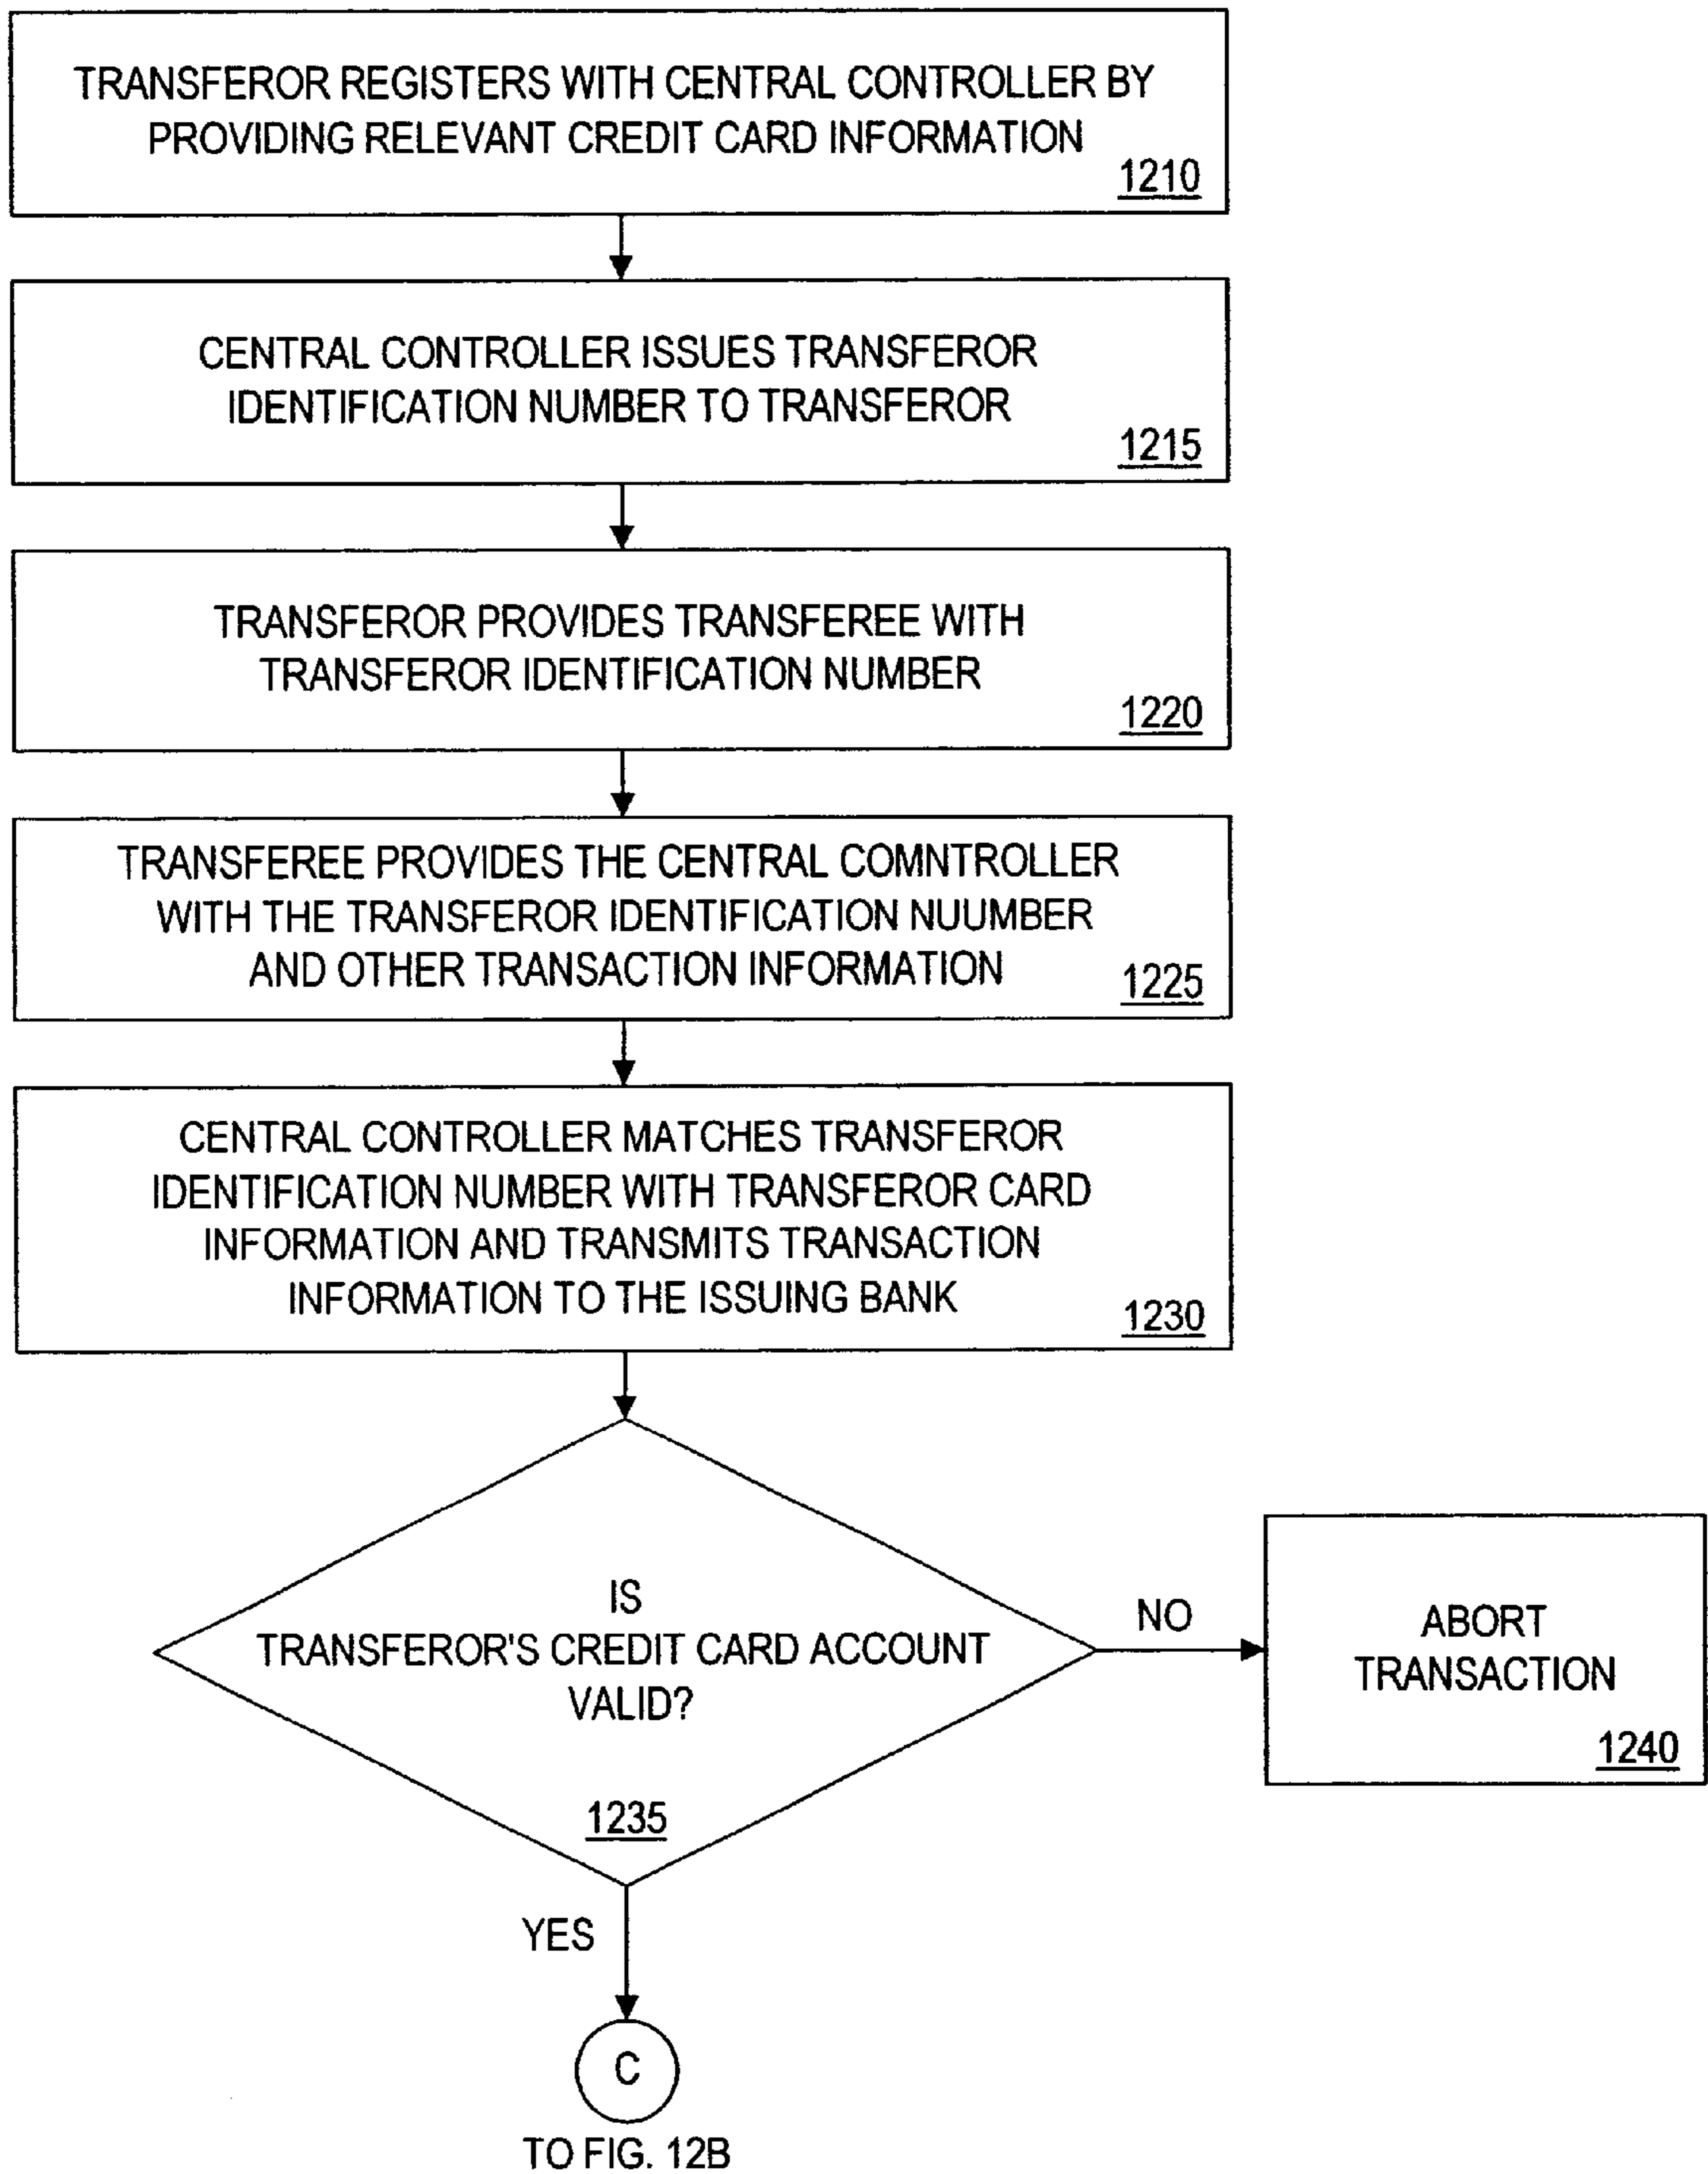 TRANSFEROR REGISTERS WITH CENTRAL CONTROLLER BY
PROVIDING RELEVANT CREDIT CARD INFORMATION
1210
CENTRAL CONTROLLER ISSUES TRANSFEROR
IDENTIFICATION NUMBER TO TRANSFEROR
1215
TRANSFEROR PROVIDES TRANSFEREE WITH
TRANSFEROR IDENTIFICATION NUMBER
1220
TRANSFEREE PROVIDES THE CENTRAL COMNTROLLER
WITH THE TRANSFEROR IDENTIFICATION NUUMBER
AND OTHER TRANSACTION INFORMATION
1225
CENTRAL CONTROLLER MATCHES TRANSFEROR
IDENTIFICATION NUMBER WITH TRANSFEROR CARD
INFORMATION AND TRANSMITS TRANSACTION
INFORMATION TO THE ISSUING BANK
1230
IS
TRANSFEROR'S CREDIT CARD ACCOUNT
VALID?
1235
NO
ABORT
TRANSACTION
1240
YES
C
TO FIG. 12B